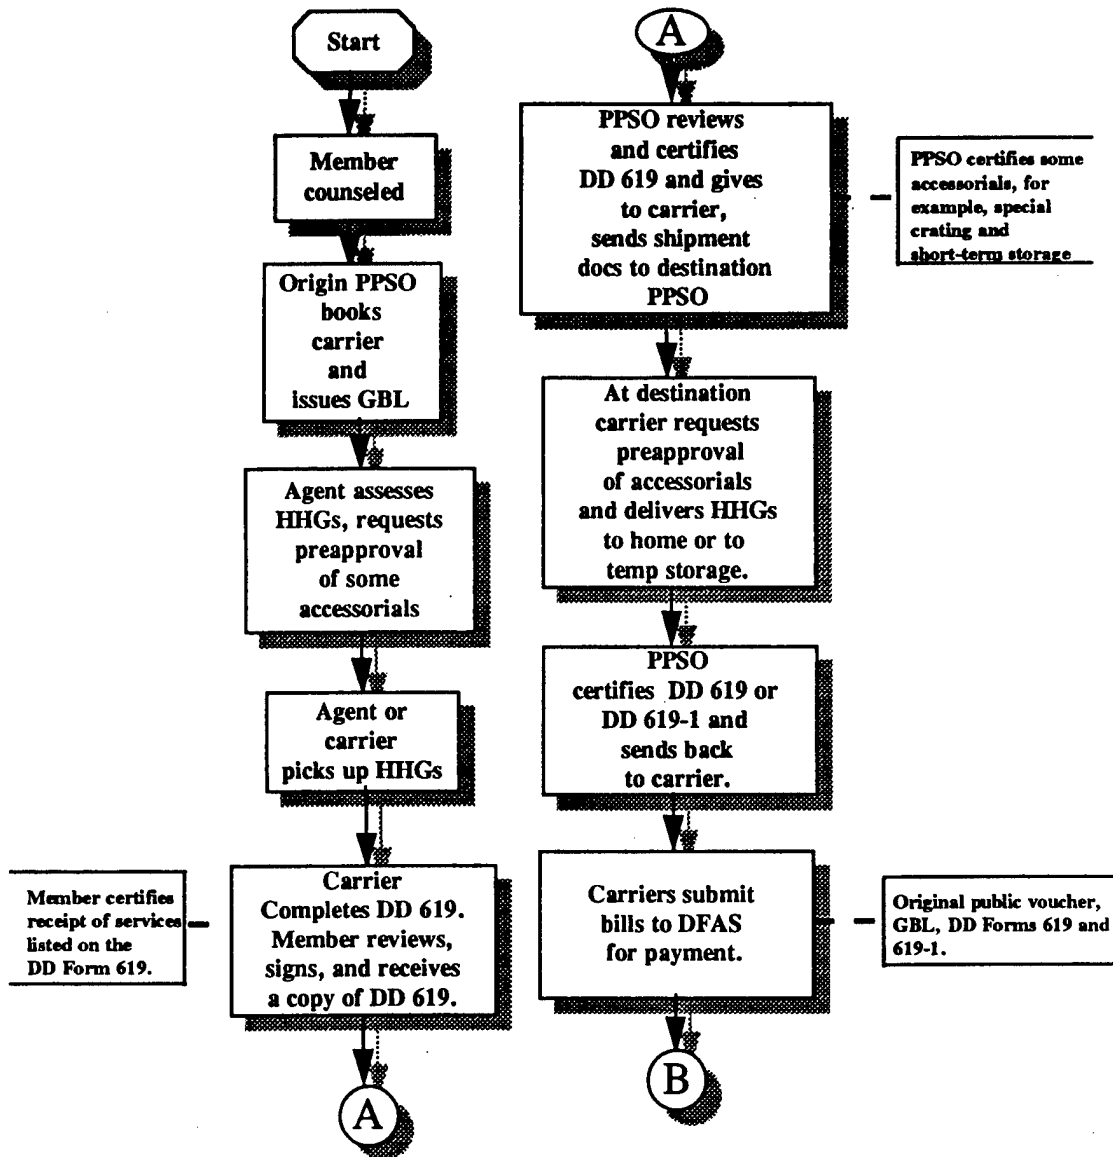 Start
Member
counseled
Origin PPSO
books
carrier
and
issues GBL
Agent assesses
HHGs, requests
preapproval
of some
accessorials
Agent or
carrier
picks up HHGs
Member certifies
receipt of services
listed on the
DD Form 619.
Carrier
Completes DD 619.
Member reviews,
signs, and receives
a copy of DD 619.
A
A
PPSO reviews
and certifies
DD 619 and gives
to carrier,
sends shipment
docs to destination
PPSO
PPSO certifies some
accessorials, for
example, special
crating and
short-term storage
At destination
carrier requests
preapproval
of accessorials
and delivers HHGs
to home or to
temp storage.
PPSO
certifies DD 619 or
DD 619-1 and
sends back
to carrier.
Carriers submit
bills to DFAS
for payment.
Original public voucher,
GBL, DD Forms 619 and
619-1.
B